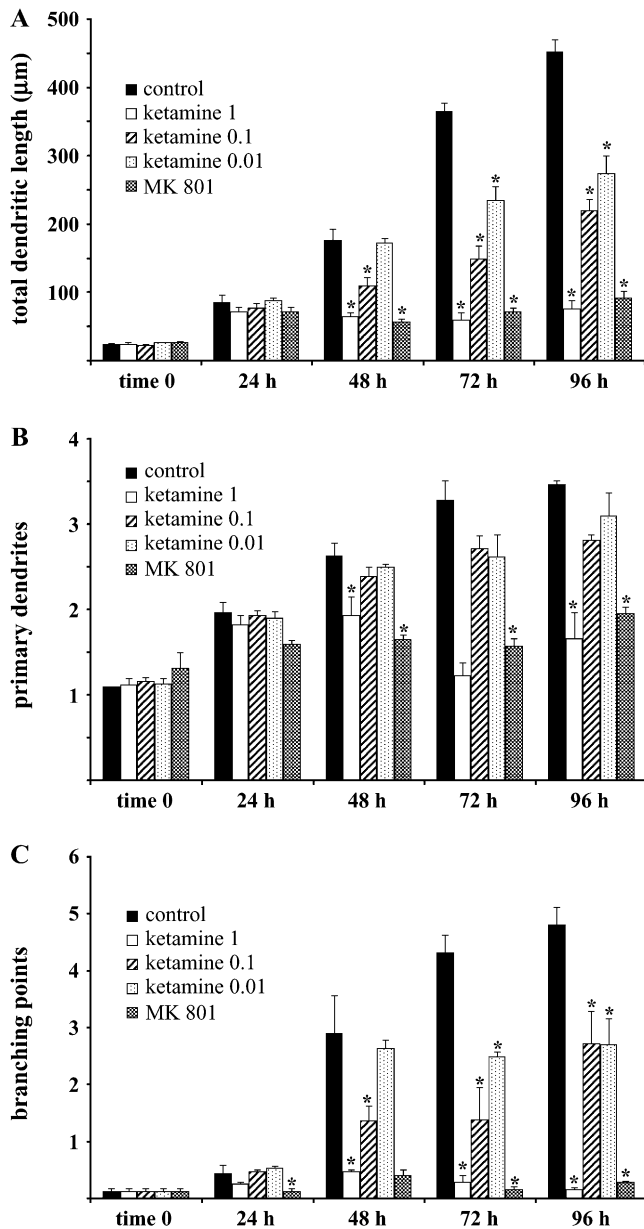 A
total dendritic length (μm)
500
400
300
200
100
control
ketamine 1
ketamine 0.1
ketamine 0.01
MK 801
* * *
* * * *
* * * *
time 0 24 h 48 h 72 h 96 h
B
primary dendrites
4
3
2
1
control
ketamine 1
ketamine 0.1
ketamine 0.01
MK 801
* *
*
* *
time 0 24 h 48 h 72 h 96 h
C
branching points
6
5
4
3
2
1
control
ketamine 1
ketamine 0.1
ketamine 0.01
MK 801
*
* *
* * * *
* * * *
time 0 24 h 48 h 72 h 96 h